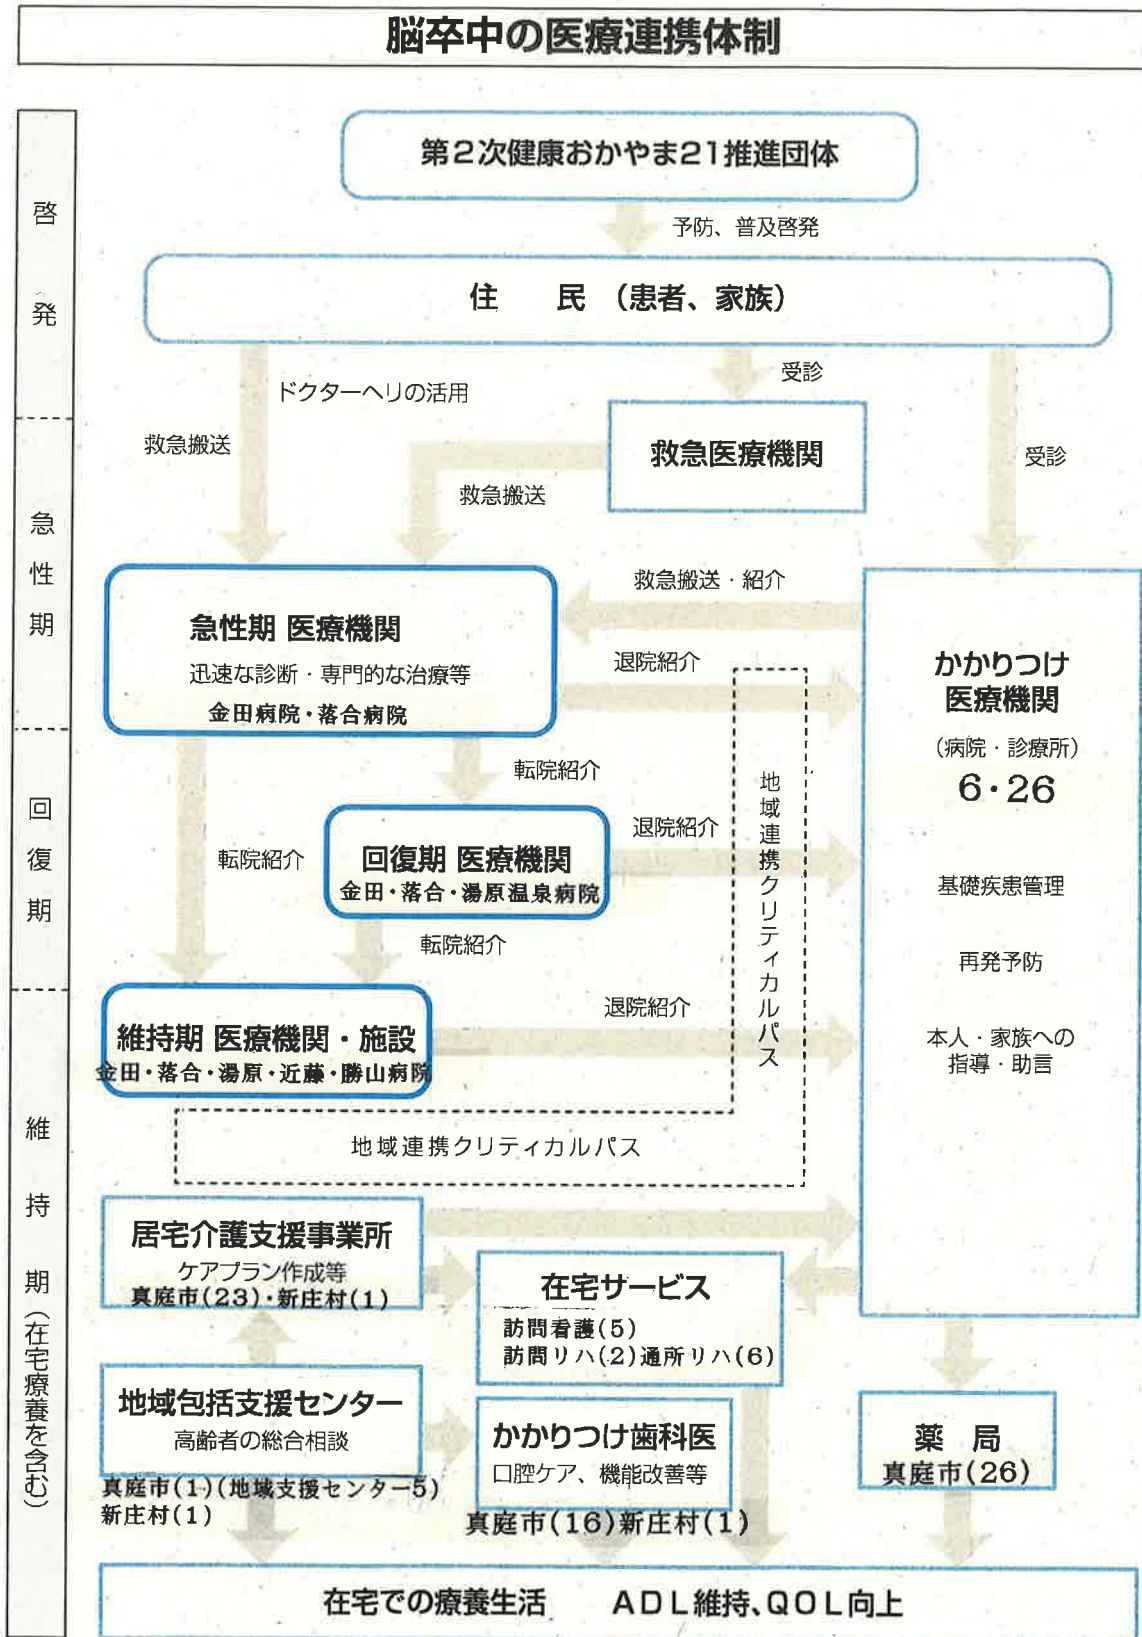 脳卒中の医療連携体制
第2次健康おかやま21推進団体
予防、普及啓発
啓発
住　民　（患者、家族）
ドクターヘリの活用
受診
救急搬送
救急医療機関
受診
救急搬送
急性期
救急搬送・紹介
急性期 医療機関
迅速な診断・専門的な治療等
金田病院・落合病院
退院紹介
かかりつけ
医療機関
（病院・診療所）
6・26
基礎疾患管理
再発予防
本人・家族への
指導・助言
転院紹介
回復期
転院紹介
回復期 医療機関
金田・落合・湯原温泉病院
退院紹介
地域連携クリティカルパス
転院紹介
維持期 医療機関・施設
金田・落合・湯原・近藤・勝山病院
退院紹介
地域連携クリティカルパス
維持期（在宅療養を含む）
居宅介護支援事業所
ケアプラン作成等
真庭市(23)・新庄村(1)
在宅サービス
訪問看護(5)
訪問リハ(2)通所リハ(6)
地域包括支援センター
高齢者の総合相談
真庭市(1)(地域支援センター5)
新庄村(1)
かかりつけ歯科医
口腔ケア、機能改善等
真庭市(16)新庄村(1)
薬　局
真庭市(26)
在宅での療養生活　　ＡＤＬ維持、ＱＯＬ向上